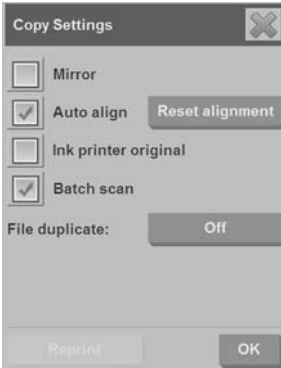 Copy Settings
Mirror
Auto align Reset alignment
Ink printer original
Batch scan
File duplicate: Off
Reprint OK